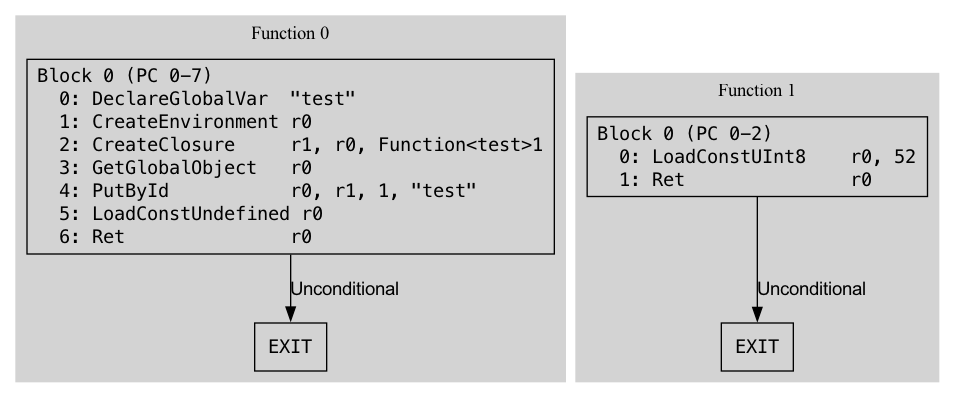 Function 0
Block 0 (PC 0-7)
0: DeclareGlobalVar "test"
1: CreateEnvironment r0
2: CreateClosure r1, r0, Function<test>1
3: GetGlobalObject r0
4: PutById r0, r1, 1, "test"
5: LoadConstUndefined r0
6: Ret r0
Unconditional
EXIT
Function 1
Block 0 (PC 0-2)
0: LoadConstUInt8 r0, 52
1: Ret r0
Unconditional
EXIT